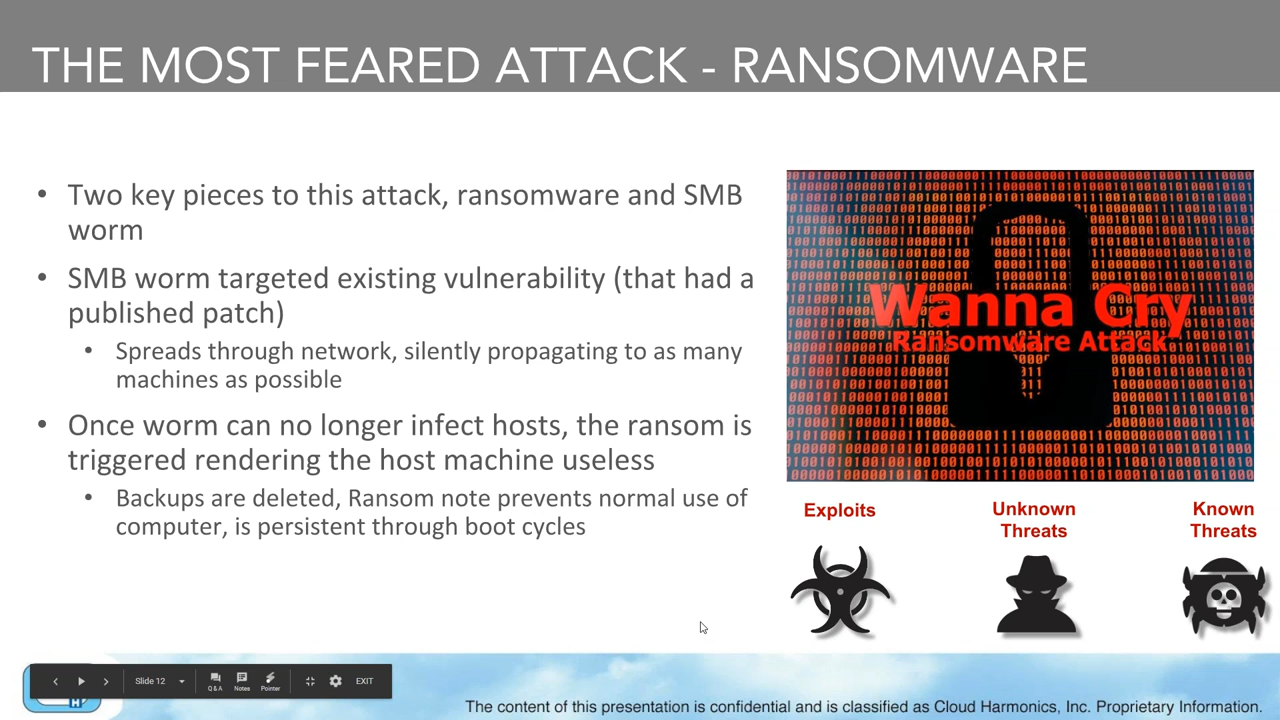 THE MOST FEARED ATTACK - RANSOMWARE
• Two key pieces to this attack, ransomware and SMB
worm
• SMB worm targeted existing vulnerability (that had a
published patch)
• Spreads through network, silently propagating to as many
machines as possible
• Once worm can no longer infect hosts, the ransom is
triggered rendering the host machine useless
• Backups are deleted, Ransom note prevents normal use of
computer, is persistent through boot cycles
Wanna Cry
Ransomware Attack
Exploits
Unknown
Threats
Known
Threats
Slide 12
Q & A
Notes
Pointer
EXIT
H
The content of this presentation is confidential and is classified as Cloud Harmonics, Inc. Proprietary Information.